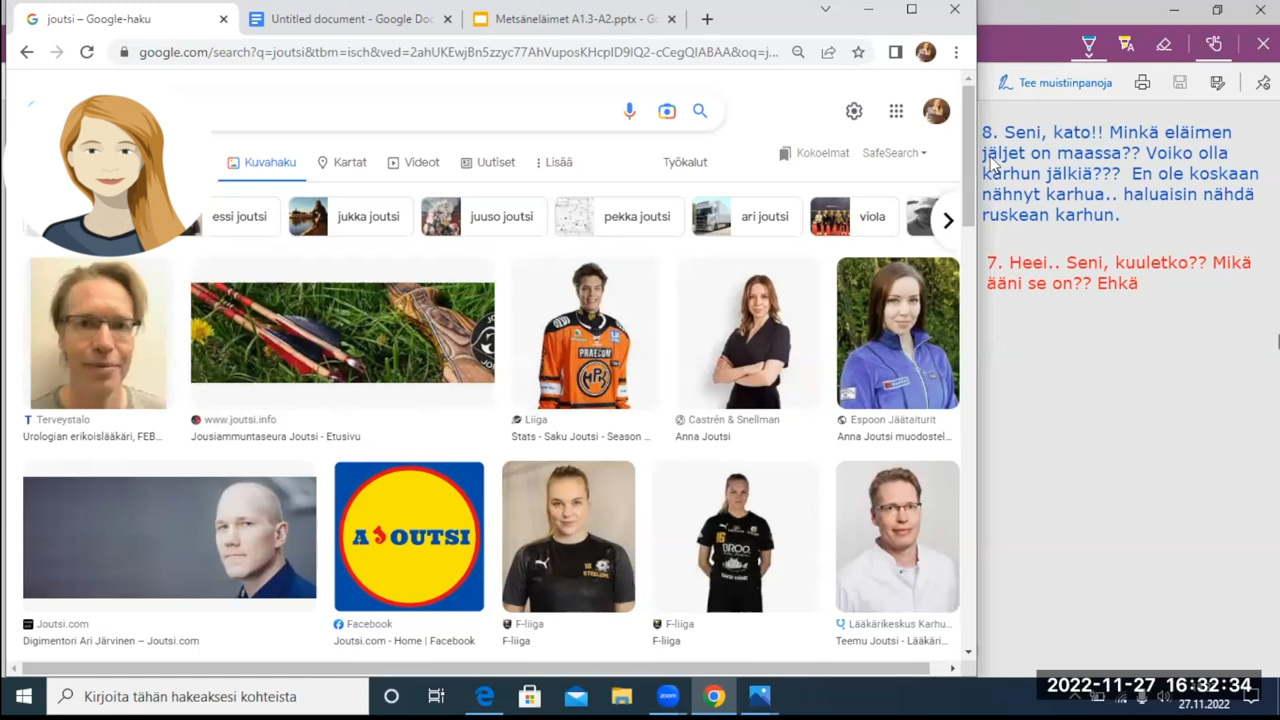 joutsi – Google-haku
Untitled document - Google Doc
Metsäneläimet A1.3-A2.pptx - Go
google.com/search?q=joutsi&tbm=isch&ved=2ahUKEwjBn5zzyc77AhVuposKHcpID9IQ2-cCegQIABAA&oq=j...
Tee muistiinpanoja
Kuvahaku
Kartat
Videot
Uutiset
Lisää
Työkalut
Kokoelmat
SafeSearch
essi joutsi
jukka joutsi
juuso joutsi
pekka joutsi
ari joutsi
viola
8. Seni, kato!! Minkä eläimen
jäljet on maassa?? Voiko olla
karhun jälkiä??? En ole koskaan
nähnyt karhua.. haluaisin nähdä
ruskean karhun.
7. Heei.. Seni, kuuletko?? Mikä
ääni se on?? Ehkä
PRAECOM
HPK
Terveystalo
Urologian erikoislääkäri, FEB...
www.joutsi.info
Jousiammuntaseura Joutsi - Etusivu
Liiga
Stats - Saku Joutsi - Season ...
Castrén & Snellman
Anna Joutsi
Espoon Jäätaiturit
Anna Joutsi muodostel...
A JOUTSI
16
BROO
Joutsi.com
Digimentori Ari Järvinen – Joutsi.com
Facebook
Joutsi.com - Home | Facebook
F-liiga
F-liiga
F-liiga
F-liiga
Lääkärikeskus Karhu...
Teemu Joutsi - Lääkäri...
Kirjoita tähän hakeaksesi kohteista
zoom
2022-11-27 16:32:34
27.11.2022